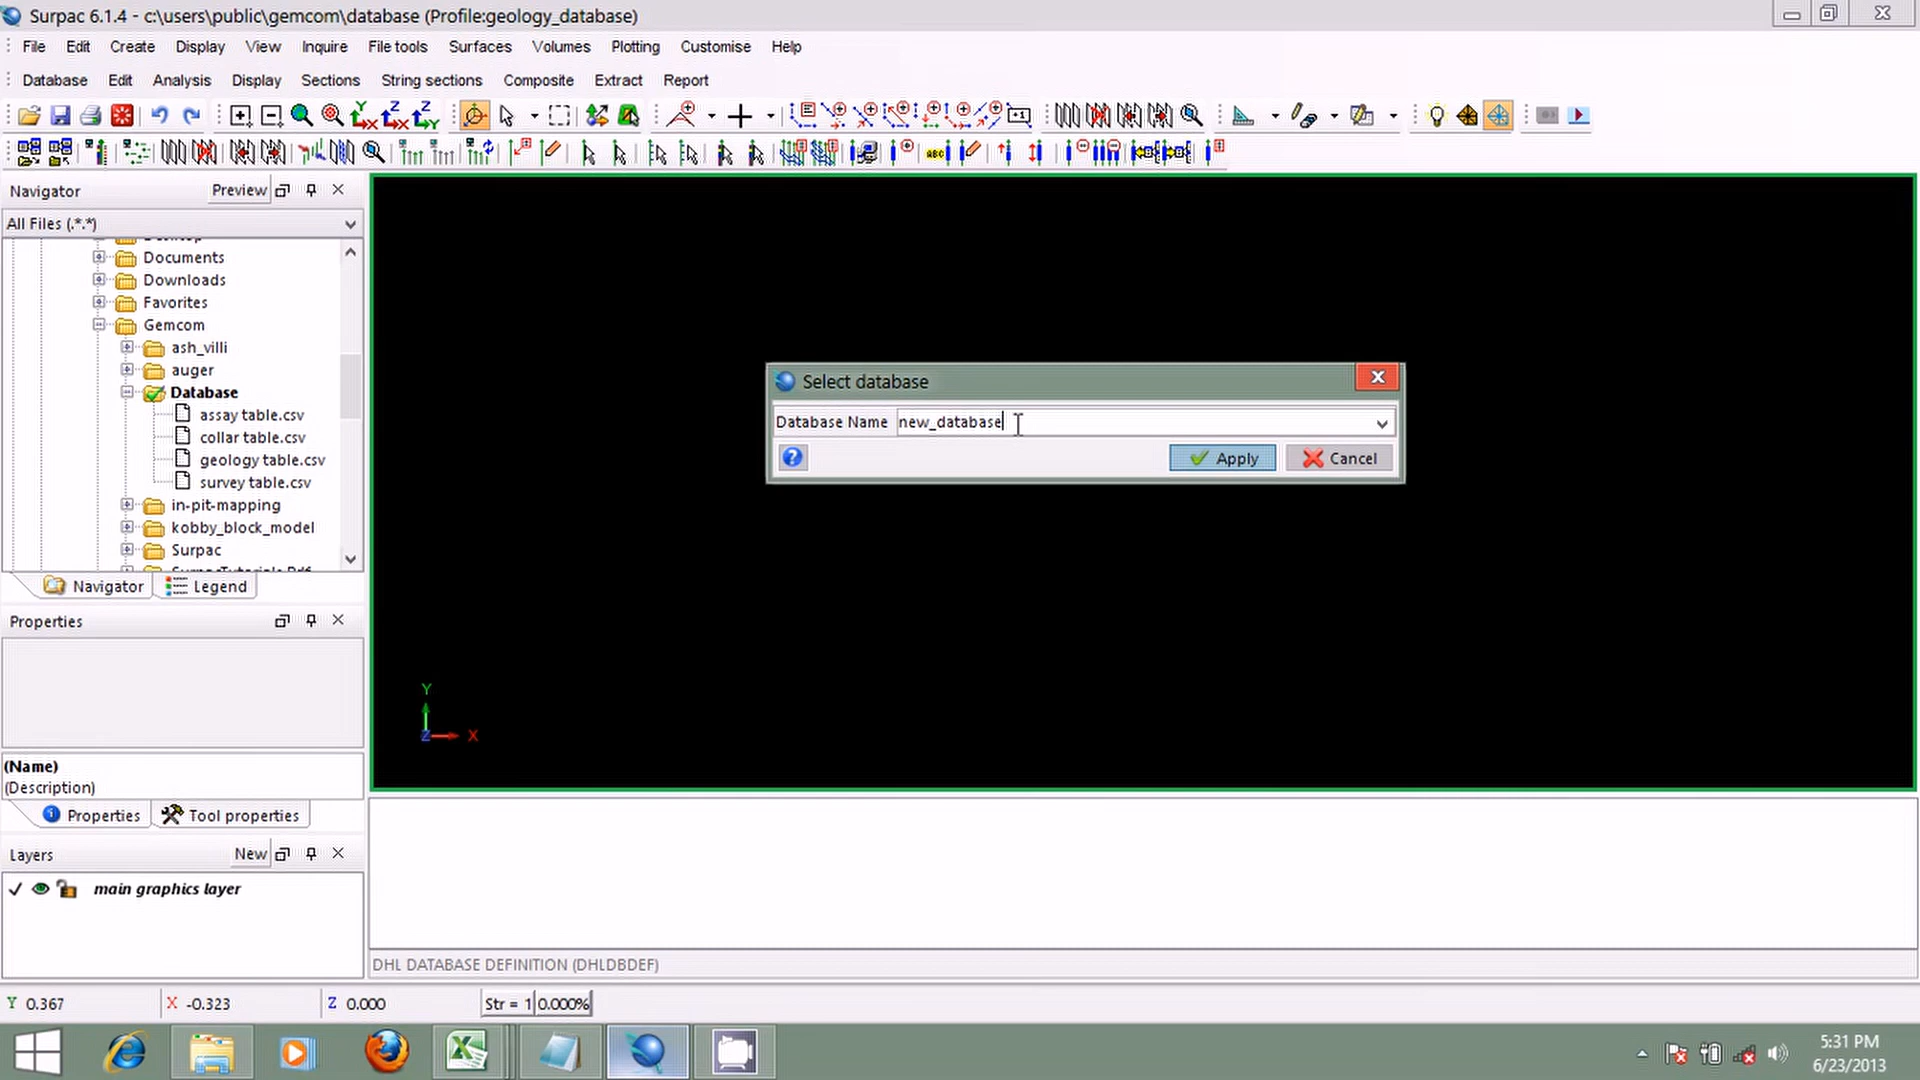 Surpac 6.1.4 - c:\users\public\gemcom\database (Profile:geology_database)
File Edit Create Display View Inquire File tools Surfaces Volumes Plotting Customise Help
Database Edit Analysis Display Sections String sections Composite Extract Report
Navigator Preview
All Files (.*.*)
Documents
Downloads
Favorites
Gemcom
ash_villi
auger
Database
assay table.csv
collar table.csv
geology table.csv
survey table.csv
in-pit-mapping
kobby_block_model
Surpac
Navigator Legend
Select database
Database Name new_database
Apply Cancel
Properties
Y
Z X
(Name)
(Description)
Properties Tool properties
Layers New
main graphics layer
DHL DATABASE DEFINITION (DHLDBDEF)
Y 0.367 X -0.323 Z 0.000 Str = 1 0.000%
5:31 PM
6/23/2013